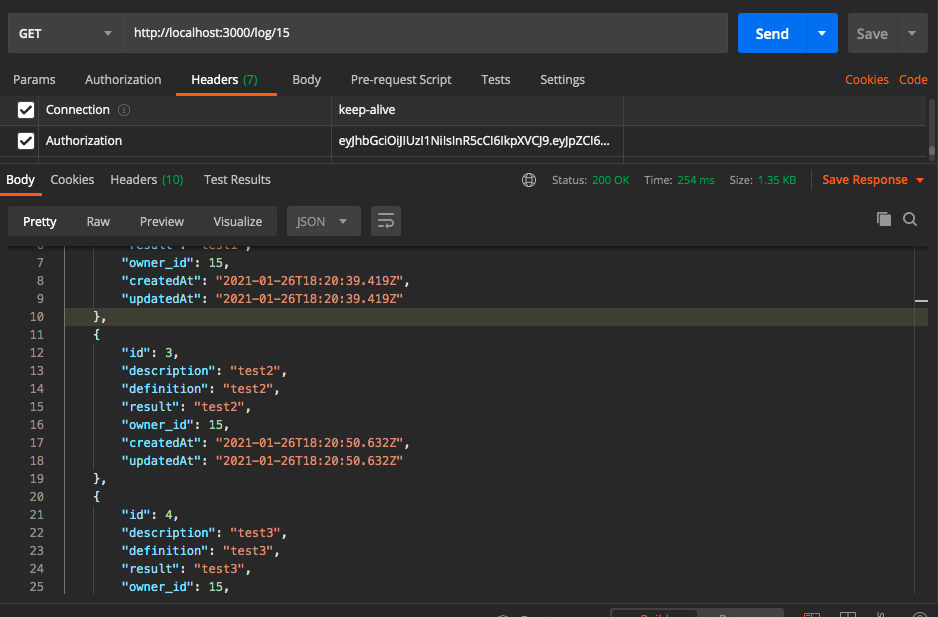 GET http://localhost:3000/log/15 Send Save
Params Authorization Headers (7) Body Pre-request Script Tests Settings Cookies Code
Connection keep-alive
Authorization eyJhbGciOiJIUzI1NiIsInR5cCI6IkpXVCJ9.eyJpZCI6...
Body Cookies Headers (10) Test Results Status: 200 OK Time: 254 ms Size: 1.35 KB Save Response
Pretty Raw Preview Visualize JSON
6 "result": "test1",
7 "owner_id": 15,
8 "createdAt": "2021-01-26T18:20:39.419Z",
9 "updatedAt": "2021-01-26T18:20:39.419Z"
10 },
11 {
12 "id": 3,
13 "description": "test2",
14 "definition": "test2",
15 "result": "test2",
16 "owner_id": 15,
17 "createdAt": "2021-01-26T18:20:50.632Z",
18 "updatedAt": "2021-01-26T18:20:50.632Z"
19 },
20 {
21 "id": 4,
22 "description": "test3",
23 "definition": "test3",
24 "result": "test3",
25 "owner_id": 15,